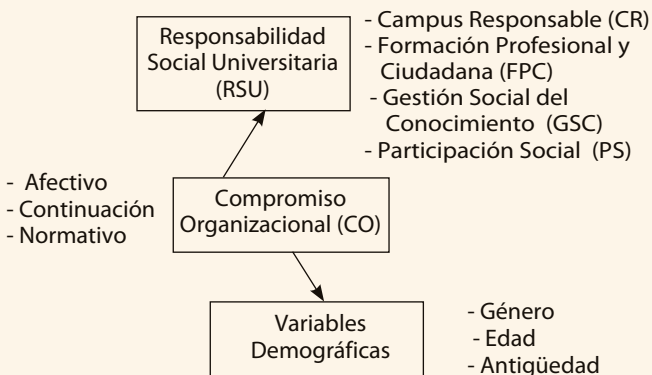 Responsabilidad
Social Universitaria
(RSU)
- Campus Responsable (CR)
- Formación Profesional y
Ciudadana (FPC)
- Gestión Social del
Conocimiento (GSC)
- Participación Social (PS)
- Afectivo
- Continuación
- Normativo
Compromiso
Organizacional (CO)
Variables
Demográficas
- Género
- Edad
- Antigüedad